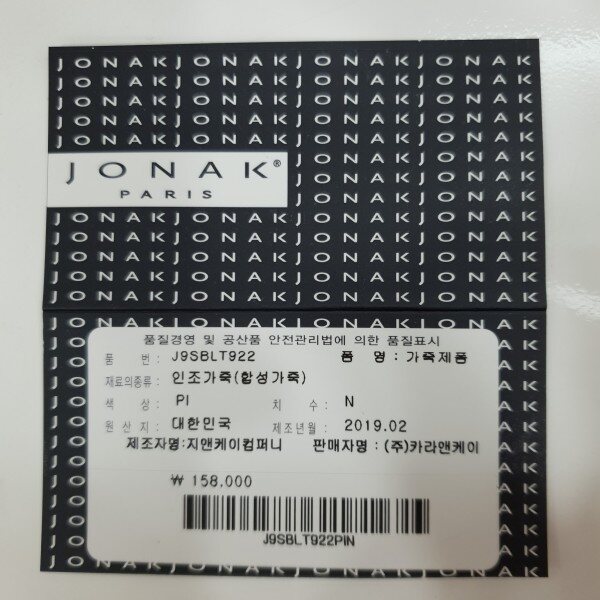 JONAKJONAKJONAKJONAK
JONAKJONAKJONAKJONAK
JONAKJONAKJONAKJONAK
JONAKJONAKJONAKJONAK
JONAKJONAKJONAKJONAK
JONAK®
PARIS
JONAKJONAK
JONAKJONAK
JONAKJONAK
JONAKJONAKJONAKJONAK
JONAKJONAKJONAKJONAK
JONAKJONAKJONAKJONAK
JONAKJONAKJONAKJONAK
JONAKJONAKJONAKJONAK
JONAKJONAKJONAKJONAK
품질경영 및 공산품 안전관리법에 의한 품질표시
품 번 : J9SBLT922 품 명 : 가죽제품
재료의종류 : 인조가죽(합성가죽)
색 상 : PI 치 수 : N
원 산 지 : 대한민국 제조년월 : 2019.02
제조자명:지앤케이컴퍼니 판매자명 : (주)카라앤케이
₩ 158,000
J9SBLT922PIN